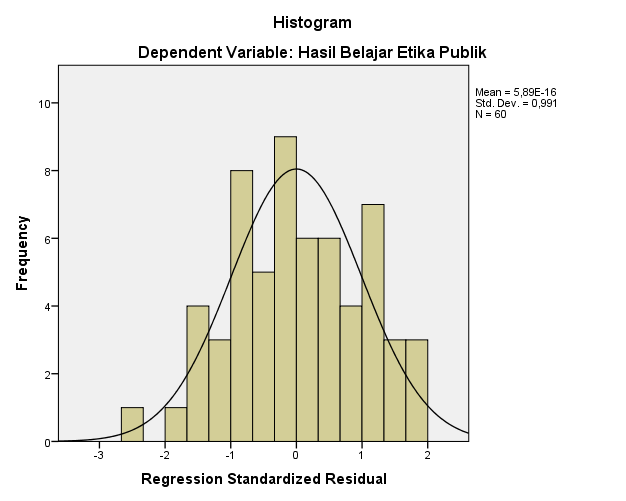 Histogram
Dependent Variable: Hasil Belajar Etika Publik
Mean = 5,89E-16
Std. Dev. = 0,991
N = 60
Frequency
10
8
6
4
2
0
-3
-2
-1
0
1
2
Regression Standardized Residual